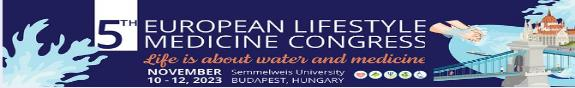 5TH EUROPEAN LIFESTYLE
MEDICINE CONGRESS
Life is about water and medicine
NOVEMBER Semmelweis University
10 - 12, 2023 BUDAPEST, HUNGARY